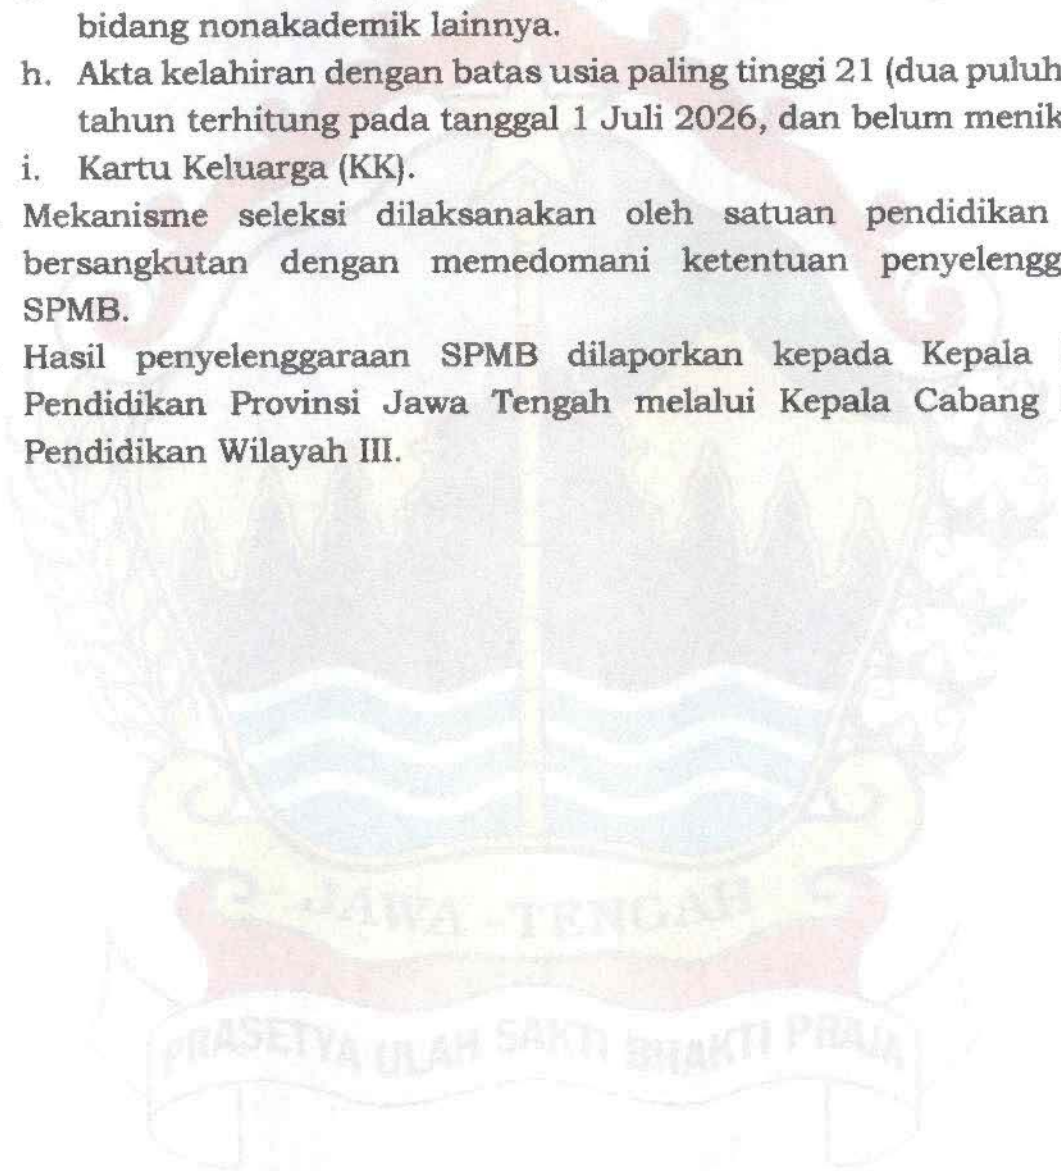 bidang nonakademik lainnya.
h. Akta kelahiran dengan batas usia paling tinggi 21 (dua puluh
tahun terhitung pada tanggal 1 Juli 2026, dan belum menik
i. Kartu Keluarga (KK).
Mekanisme seleksi dilaksanakan oleh satuan pendidikan
bersangkutan dengan memedomani ketentuan penyelengg
SPMB.
Hasil penyelenggaraan SPMB dilaporkan kepada Kepala
Pendidikan Provinsi Jawa Tengah melalui Kepala Cabang
Pendidikan Wilayah III.
JAWA - TENGAH
PRASETYA ULAH SAKTI BHAKTI PRAJA